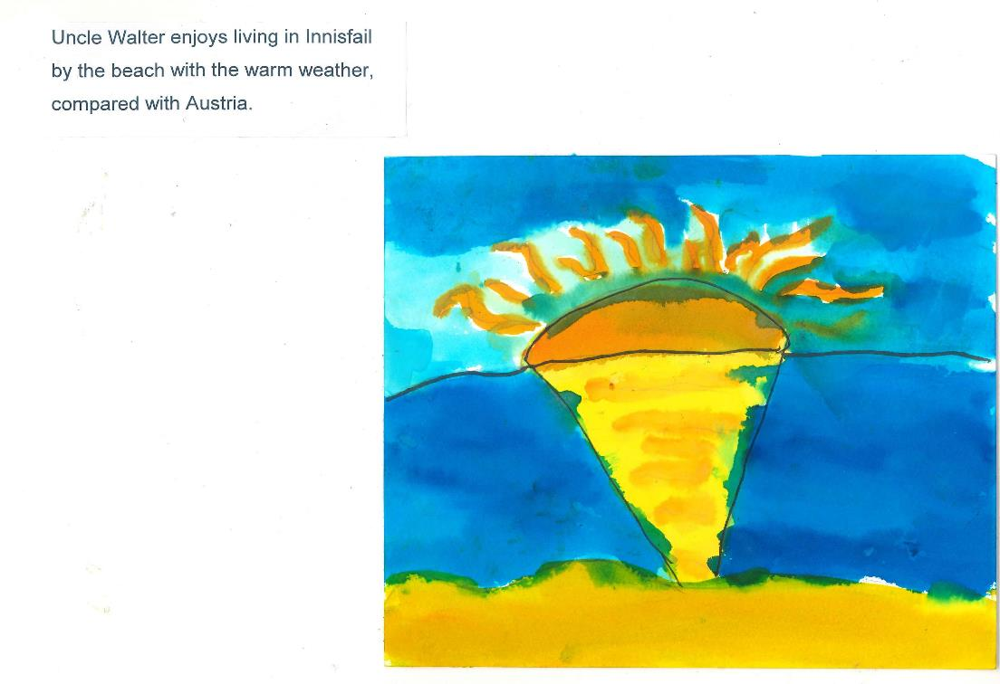 Uncle Walter enjoys living in Innisfail
by the beach with the warm weather,
compared with Austria.